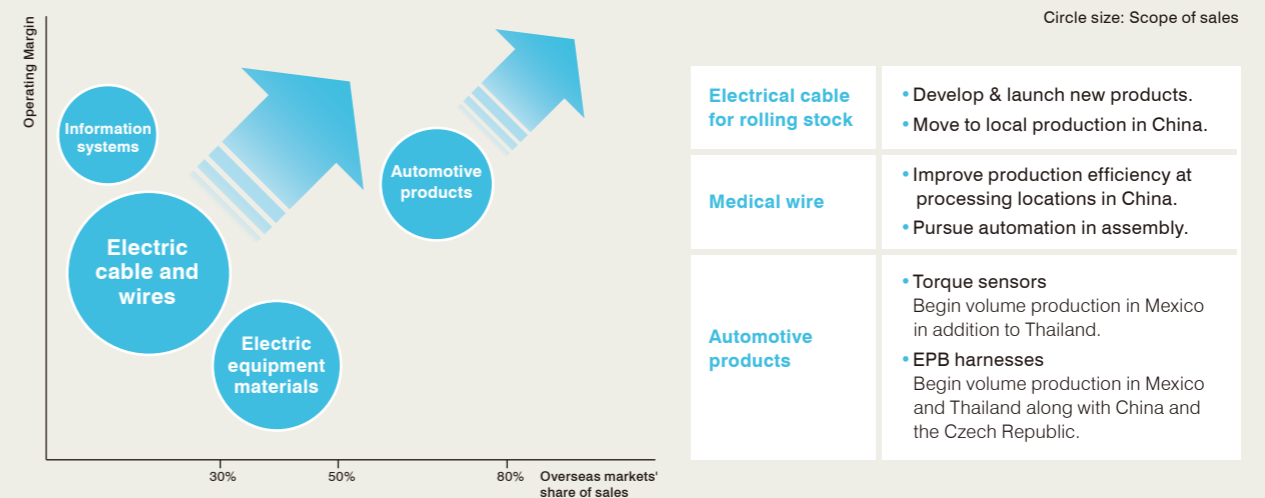 Circle size: Scope of sales
Operating Margin
Information
systems
Electric
cable and
wires
Electric
equipment
materials
Automotive
products
30%
50%
80%
Overseas markets'
share of sales
Electrical cable
for rolling stock
• Develop & launch new products.
• Move to local production in China.
Medical wire
• Improve production efficiency at
processing locations in China.
• Pursue automation in assembly.
Automotive
products
• Torque sensors
Begin volume production in Mexico
in addition to Thailand.
• EPB harnesses
Begin volume production in Mexico
and Thailand along with China and
the Czech Republic.